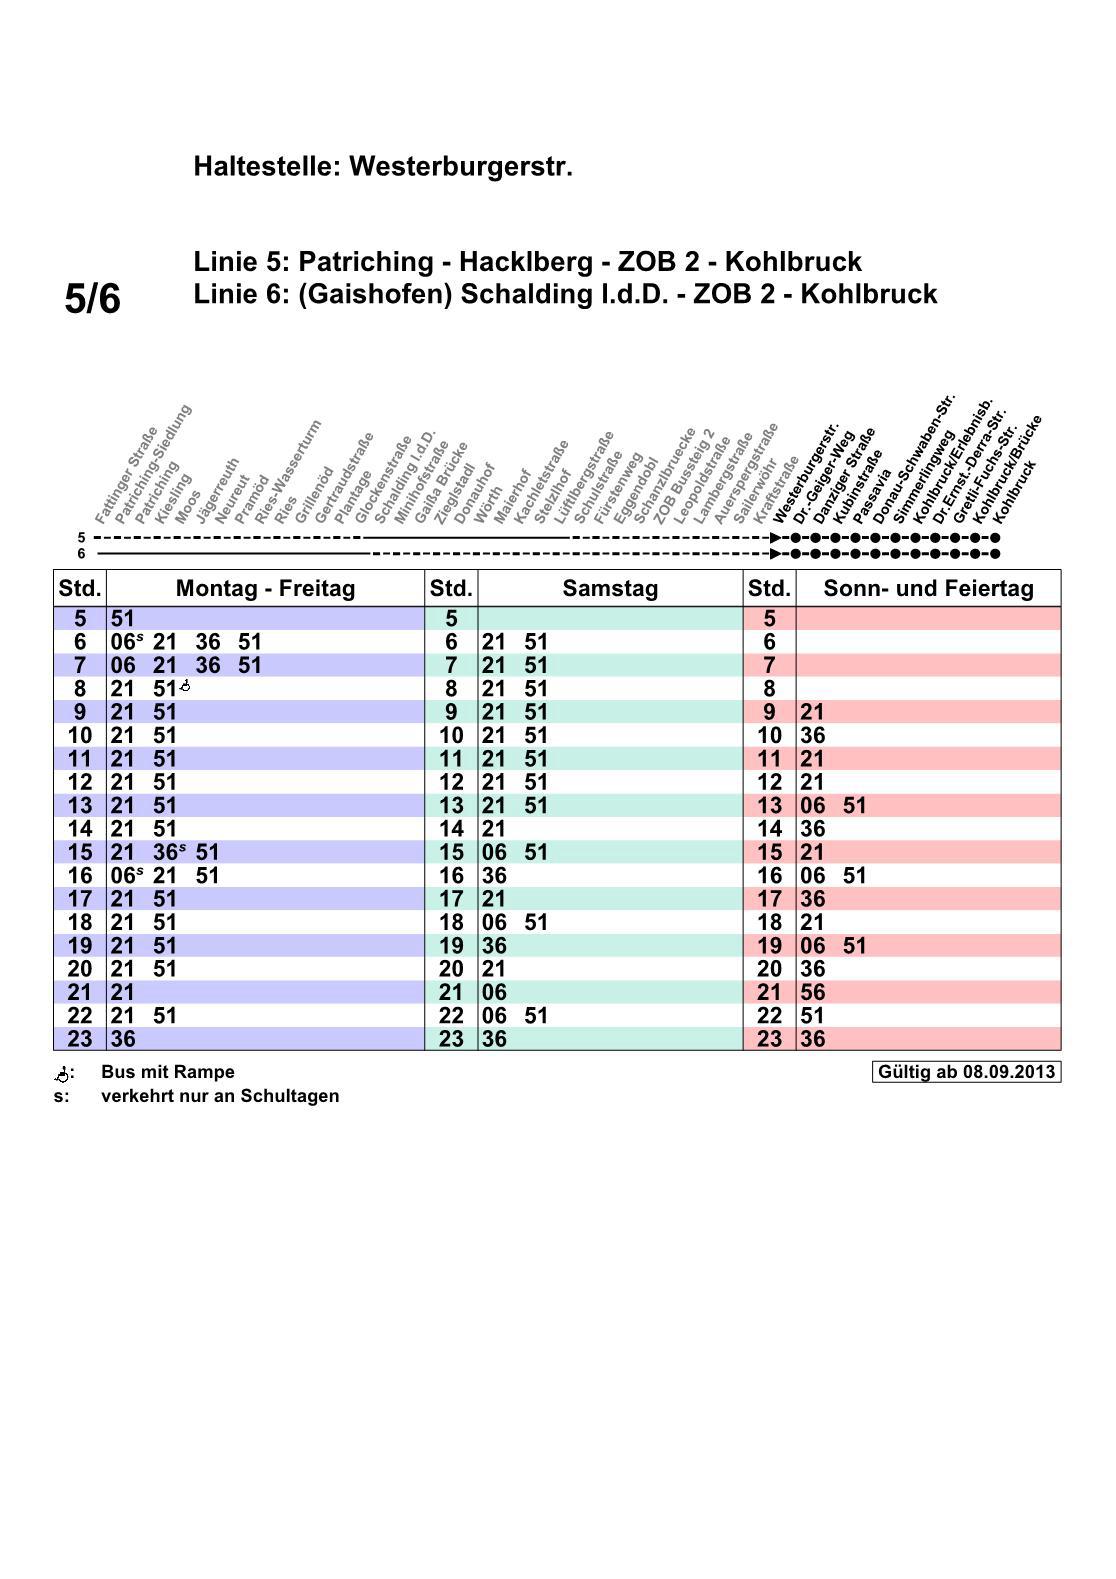 Haltestelle: Westerburgerstr.
Linie 5: Patriching - Hacklberg - ZOB 2 - Kohlbruck
5/6
Linie 6: (Gaishofen) Schalding l.d.D. - ZOB 2 - Kohlbruck
Fattinger Straße
Patriching-Siedlung
Patriching
Kiesling
Moos
Jägerreuth
Neureut
Pramöd
Ries-Wasserturm
Ries
Grillenöd
Gertraudstraße
Plantage
Glockenstraße
Schalding l.d.D.
Minihofstraße
Gaißa Brücke
Zieglstadl
Donauhof
Wörth
Maierhof
Kachletstraße
Stelzlhof
Lüftlbergstraße
Schulstraße
Fürstenweg
Eggendobl
Schanzlbruecke
ZOB Bussteig 2
Leopoldstraße
Lambergstraße
Auerspergstraße
Sailerwöhr
Kraftstraße
Westerburgerstr.
Dr.-Geiger-Weg
Danziger Straße
Kubinstraße
Passavia
Donau-Schwaben-Str.
Simmerlingweg
Kohlbruck/Erlebnisb.
Dr.Ernst.-Derra-Str.
Gretl-Fuchs-Str.
Kohlbruck/Brücke
Kohlbruck
5
6
Std. Montag - Freitag Std. Samstag Std. Sonn- und Feiertag
5 51 5 5
6 06s 21 36 51 6 21 51 6
7 06 21 36 51 7 21 51 7
8 21 51 8 21 51 8
9 21 51 9 21 51 9 21
10 21 51 10 21 51 10 36
11 21 51 11 21 51 11 21
12 21 51 12 21 51 12 21
13 21 51 13 21 51 13 06 51
14 21 51 14 21 14 36
15 21 36s 51 15 06 51 15 21
16 06s 21 51 16 36 16 06 51
17 21 51 17 21 17 36
18 21 51 18 06 51 18 21
19 21 51 19 36 19 06 51
20 21 51 20 21 20 36
21 21 21 06 21 56
22 21 51 22 06 51 22 51
23 36 23 36 23 36
: Bus mit Rampe Gültig ab 08.09.2013
s: verkehrt nur an Schultagen